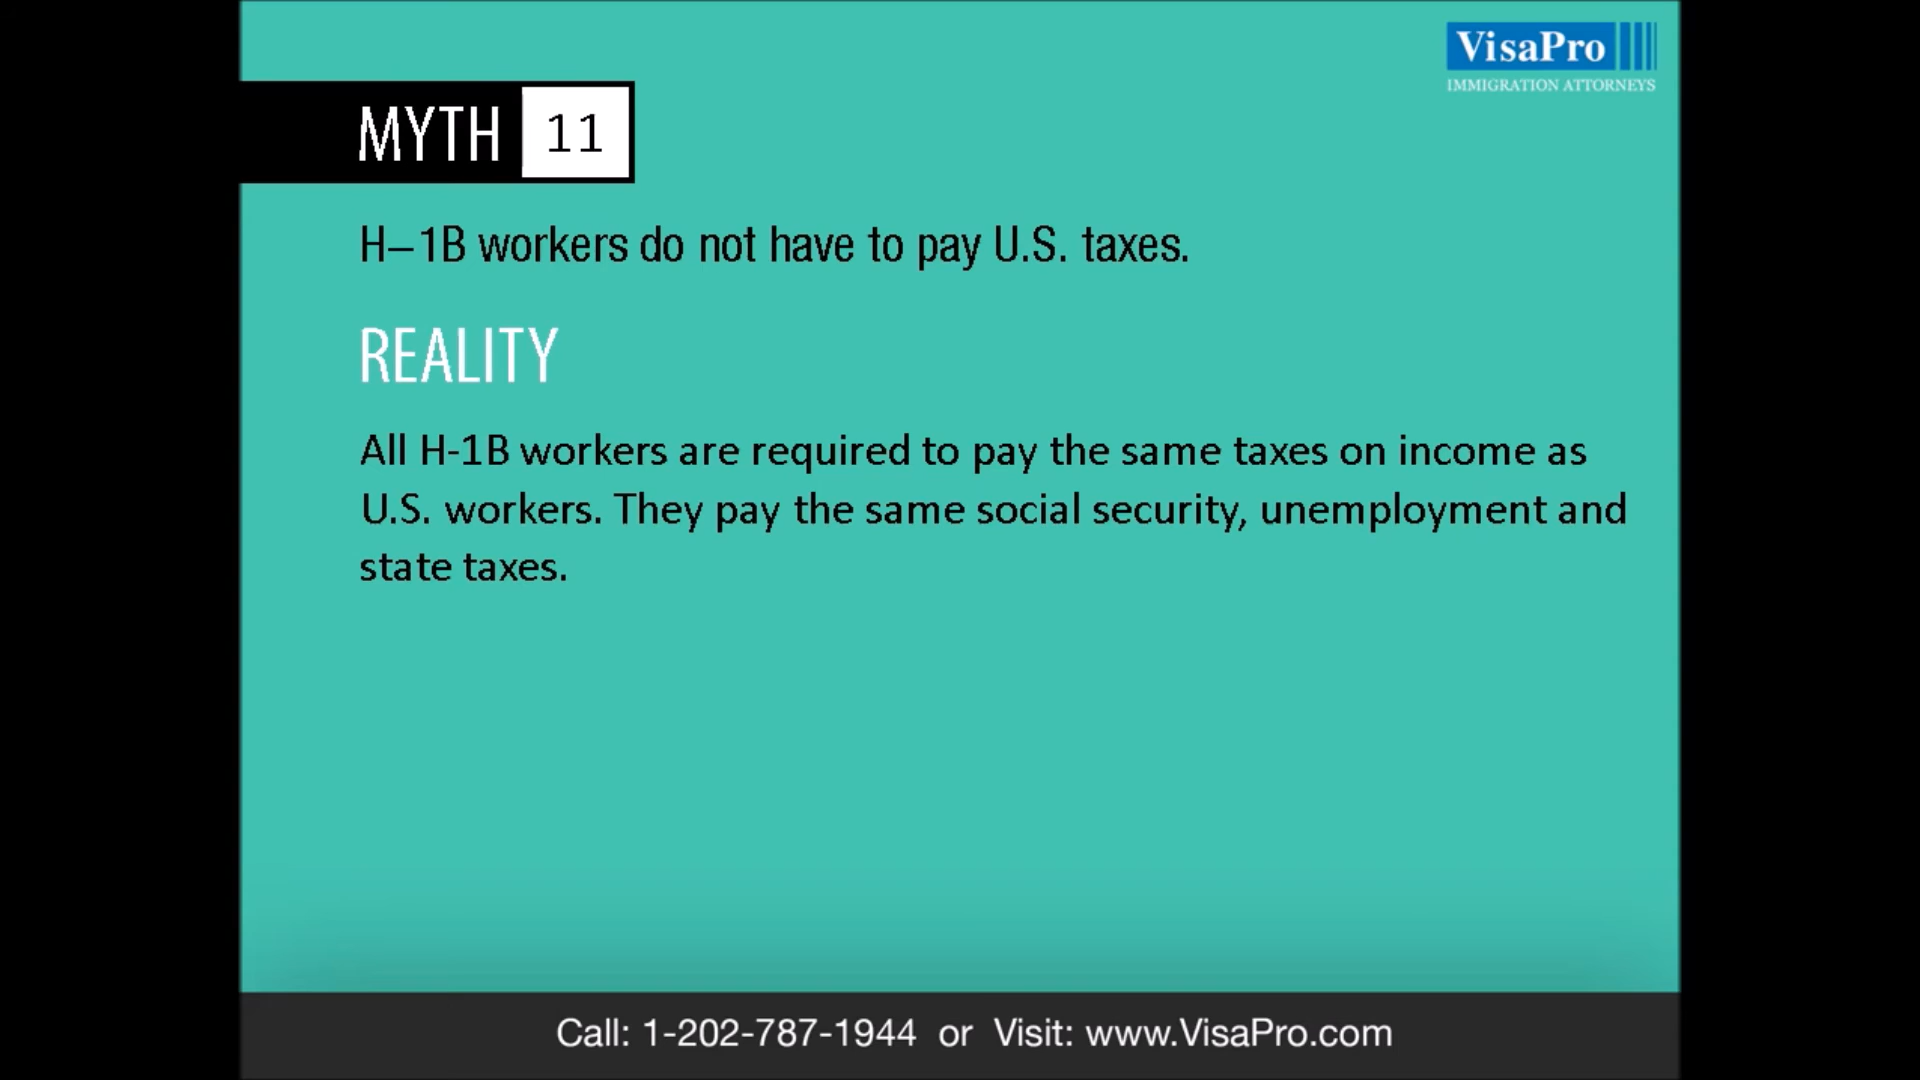 VisaPro
IMMIGRATION ATTORNEYS
MYTH 11
H–1B workers do not have to pay U.S. taxes.
REALITY
All H-1B workers are required to pay the same taxes on income as
U.S. workers. They pay the same social security, unemployment and
state taxes.
Call: 1-202-787-1944 or Visit: www.VisaPro.com